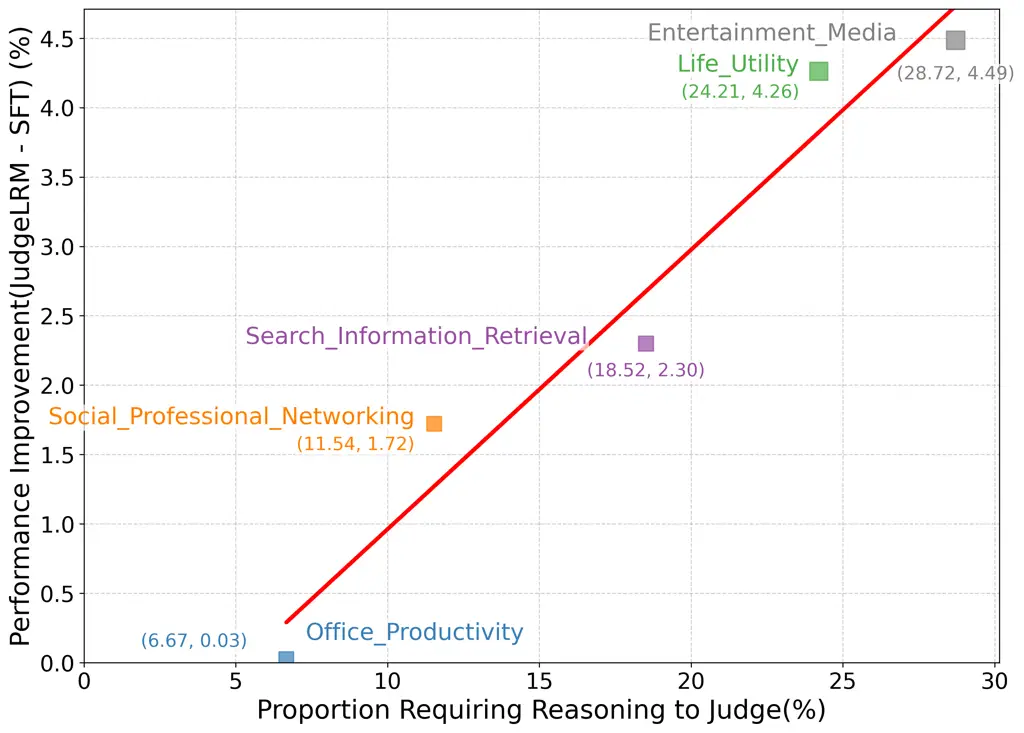 Performance Improvement(JudgeLRM - SFT) (%)
4.5
4.0
3.5
3.0
2.5
2.0
1.5
1.0
0.5
0.0
Entertainment_Media
(28.72, 4.49)
Life_Utility
(24.21, 4.26)
Search_Information_Retrieval
(18.52, 2.30)
Social_Professional_Networking
(11.54, 1.72)
Office_Productivity
(6.67, 0.03)
0 5 10 15 20 25 30
Proportion Requiring Reasoning to Judge(%)